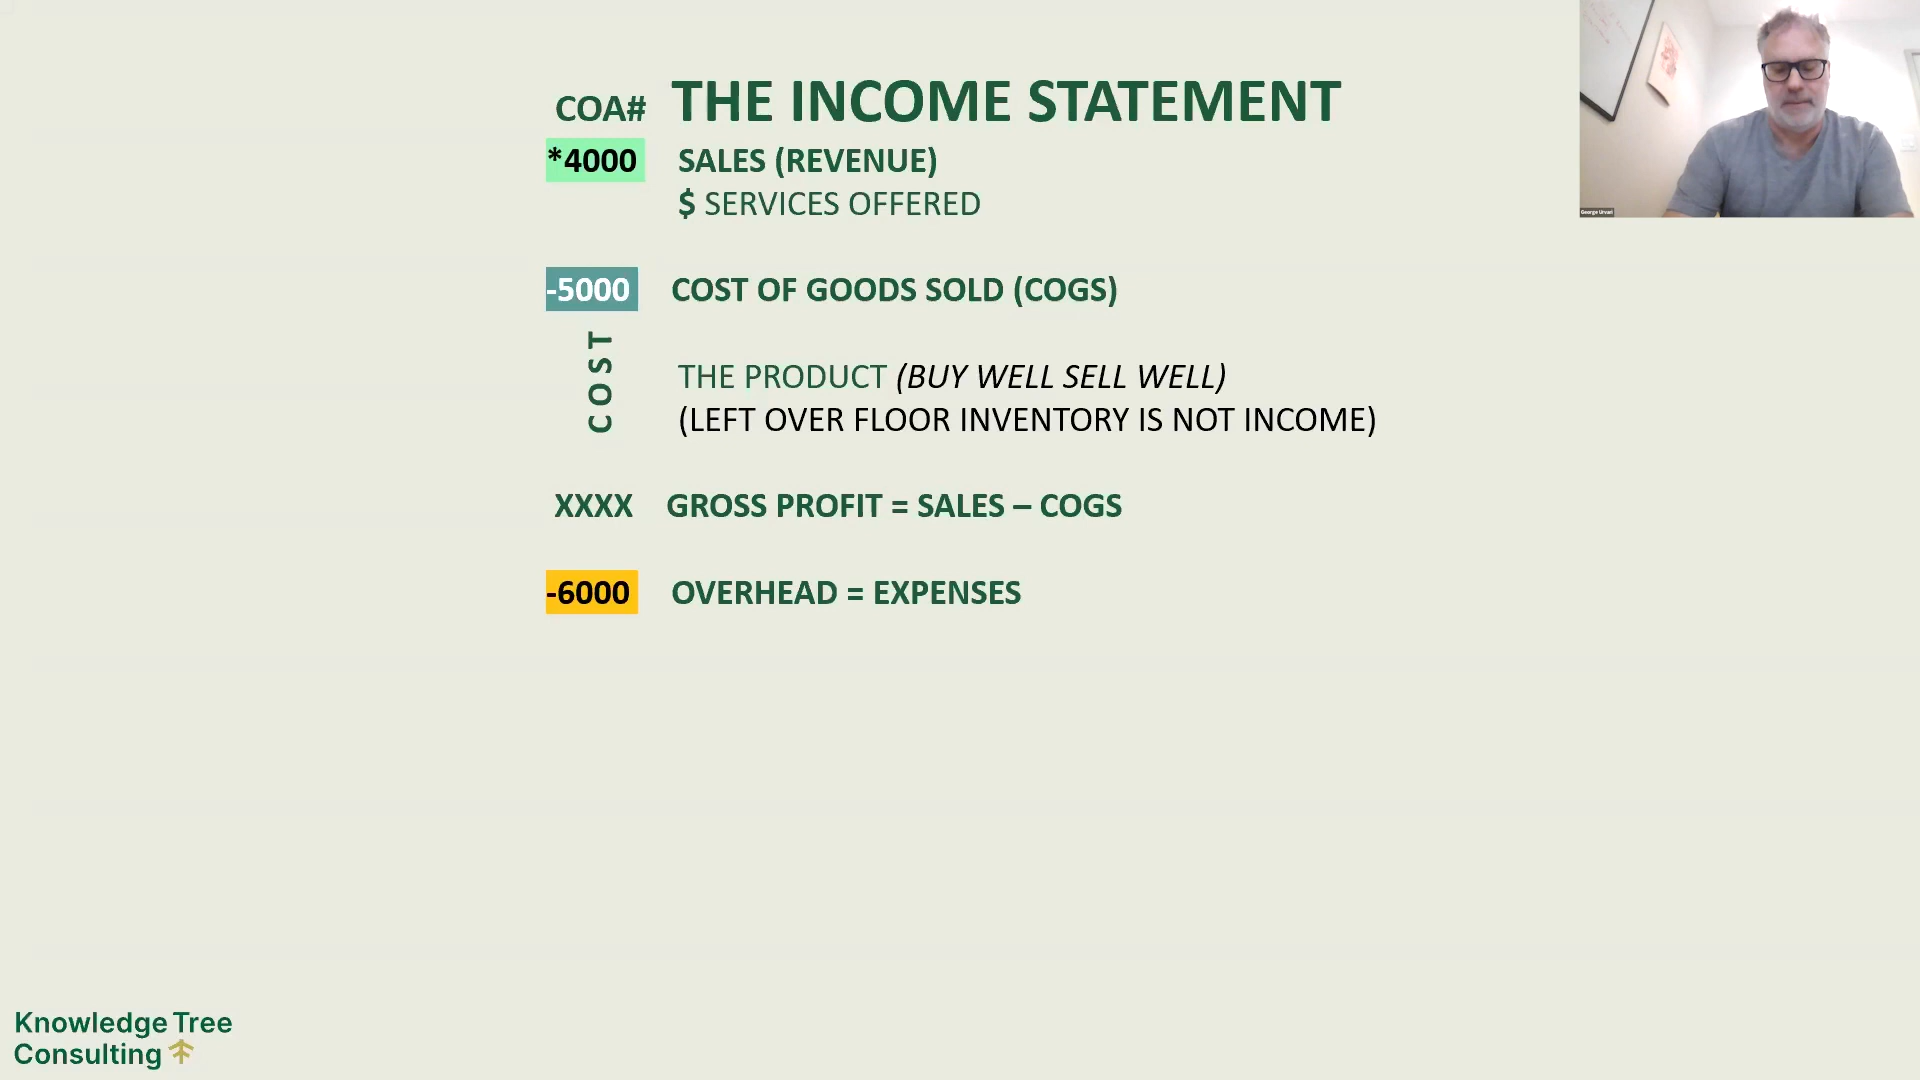 COA# THE INCOME STATEMENT
*4000 SALES (REVENUE)
$ SERVICES OFFERED
-5000 COST OF GOODS SOLD (COGS)
COST
THE PRODUCT (BUY WELL SELL WELL)
(LEFT OVER FLOOR INVENTORY IS NOT INCOME)
XXXX GROSS PROFIT = SALES – COGS
-6000 OVERHEAD = EXPENSES
George Urvari
Knowledge Tree
Consulting